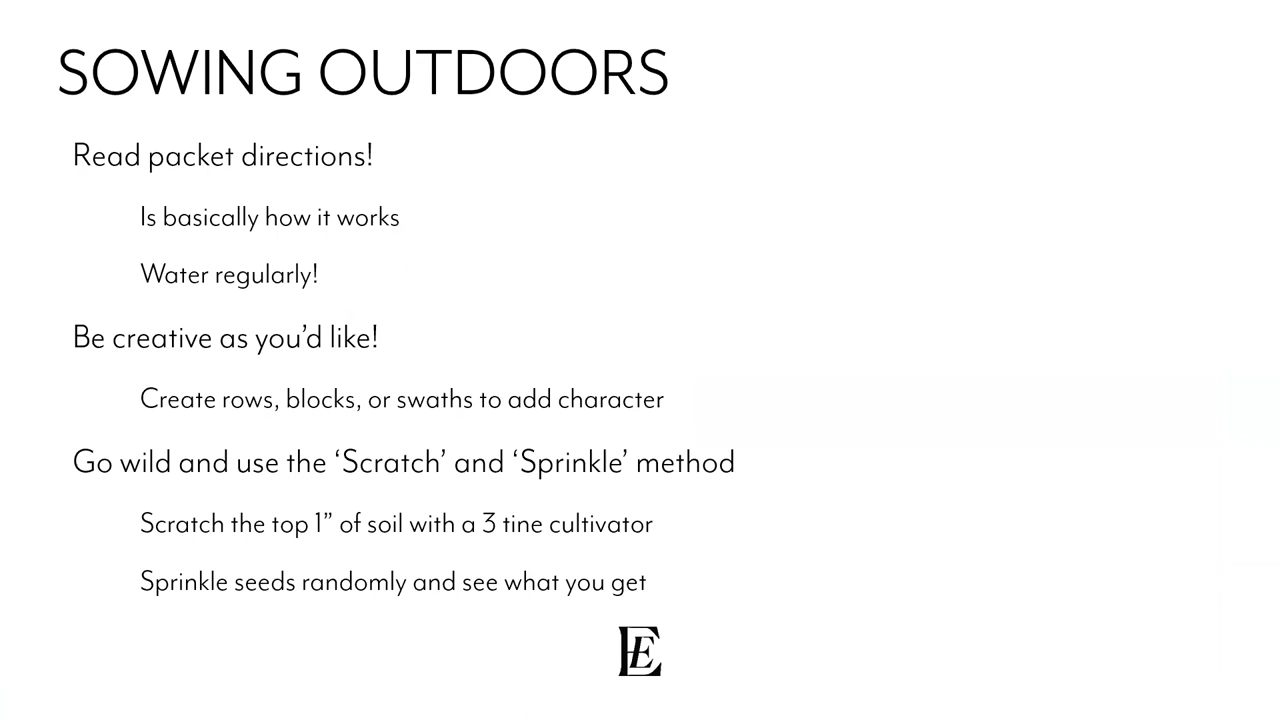 SOWING OUTDOORS
Read packet directions!
Is basically how it works
Water regularly!
Be creative as you’d like!
Create rows, blocks, or swaths to add character
Go wild and use the ‘Scratch’ and ‘Sprinkle’ method
Scratch the top 1” of soil with a 3 tine cultivator
Sprinkle seeds randomly and see what you get
EE